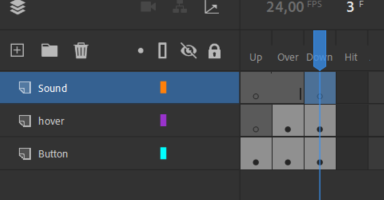 24,00 FPS 3 F
Up Over Down Hit
Sound
hover
Button